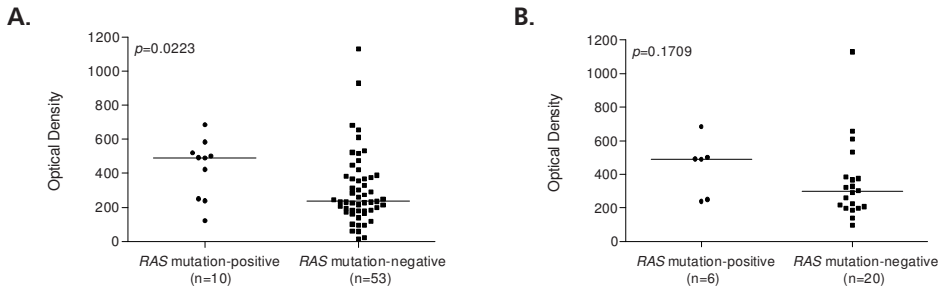 A.
1200
1000
800
600
400
200
0
Optical Density
p=0.0223
RAS mutation-positive
(n=10)
RAS mutation-negative
(n=53)
B.
1200
1000
800
600
400
200
0
Optical Density
p=0.1709
RAS mutation-positive
(n=6)
RAS mutation-negative
(n=20)